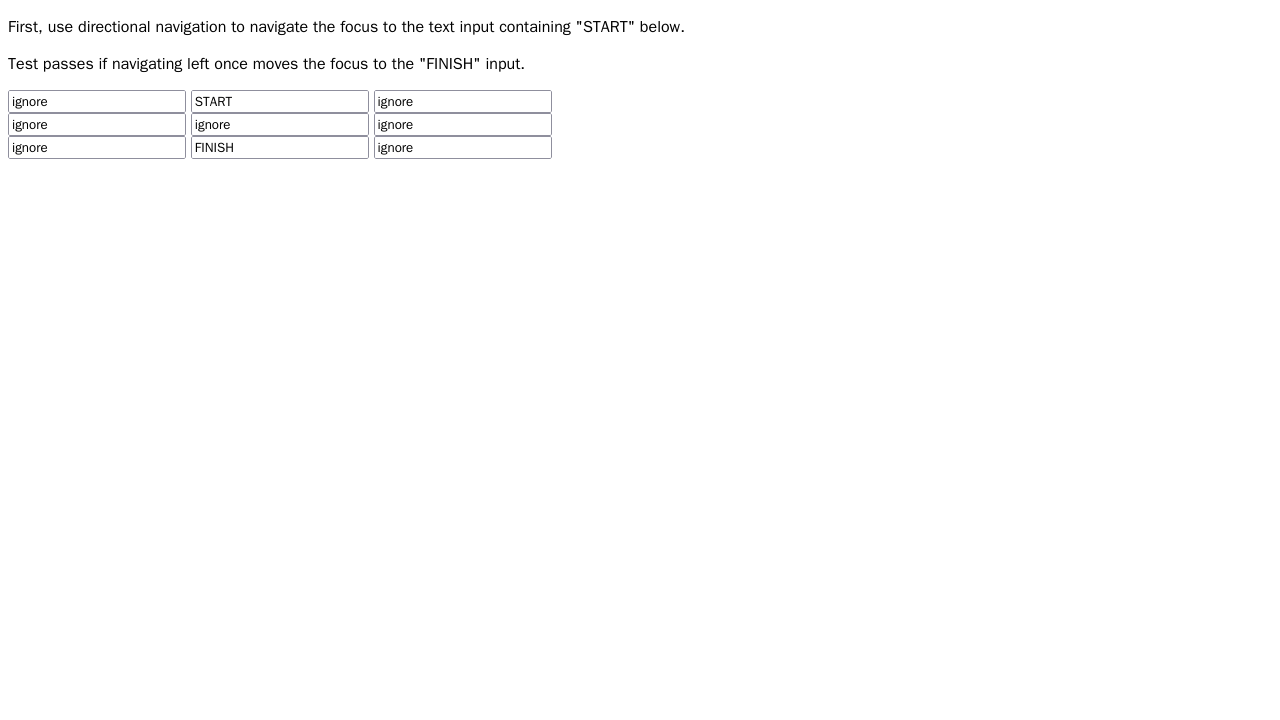 First, use directional navigation to navigate the focus to the text input containing "START" below.
Test passes if navigating left once moves the focus to the "FINISH" input.
ignore START ignore
ignore ignore ignore
ignore FINISH ignore